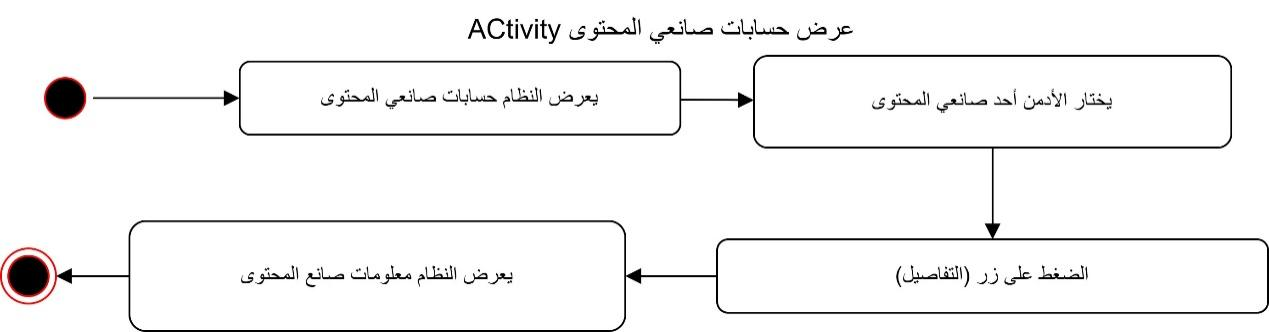 عرض حسابات صانعي المحتوى ACtivity
يعرض النظام حسابات صانعي المحتوى
يختار الأدمن أحد صانعي المحتوى
الضغط على زر (التفاصيل)
يعرض النظام معلومات صانع المحتوى